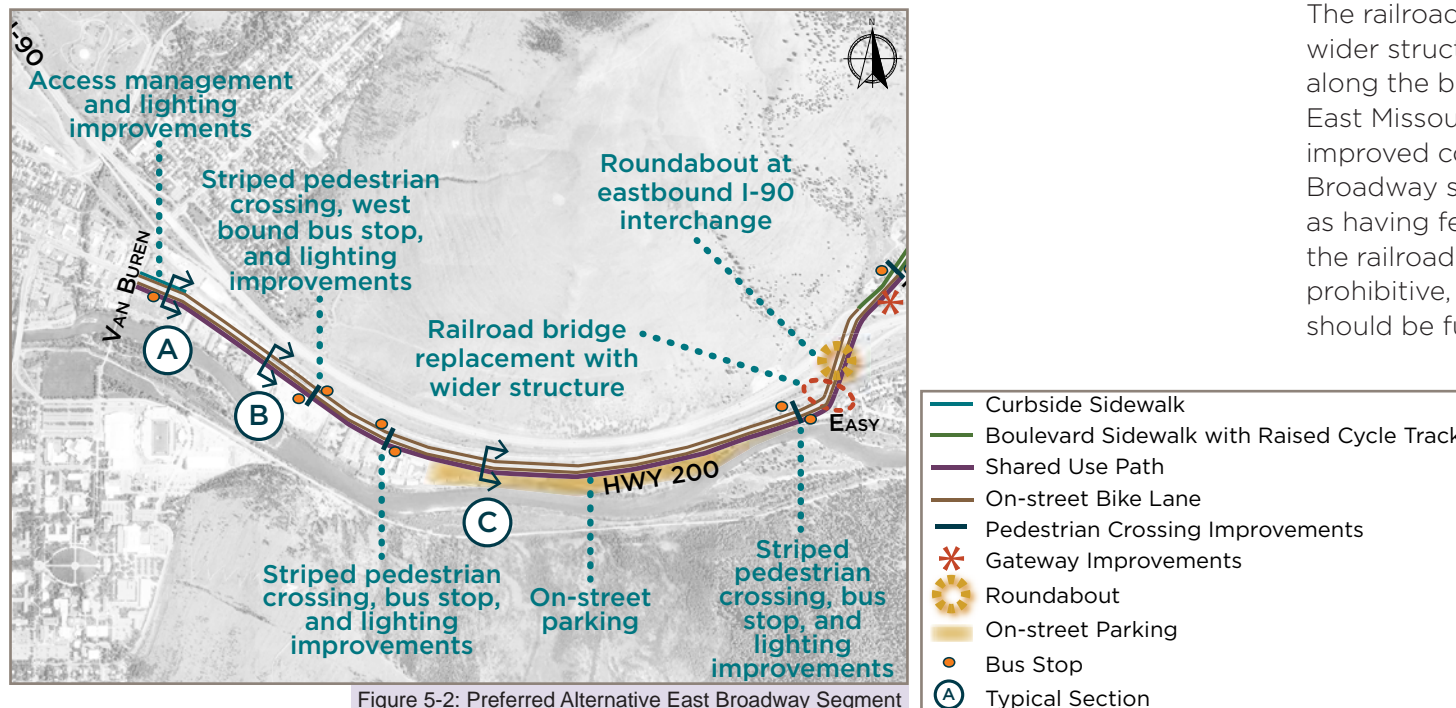 I-90
Access management
and lighting
improvements
Striped pedestrian
crossing, west
bound bus stop,
and lighting
improvements
Roundabout at
eastbound I-90
interchange
N
VAN BUREN
Railroad bridge
replacement with
wider structure
A
B
C
EASY
HWY 200
Striped pedestrian
crossing, bus stop,
and lighting
improvements
On-street
parking
Striped
pedestrian
crossing, bus
stop, and
lighting
improvements
Figure 5-2: Preferred Alternative East Broadway Segment
The railroad
wider struct
along the b
East Missou
improved co
Broadway s
as having fe
the railroad
prohibitive,
should be fu
Curbside Sidewalk
Boulevard Sidewalk with Raised Cycle Track
Shared Use Path
On-street Bike Lane
Pedestrian Crossing Improvements
Gateway Improvements
Roundabout
On-street Parking
Bus Stop
A Typical Section